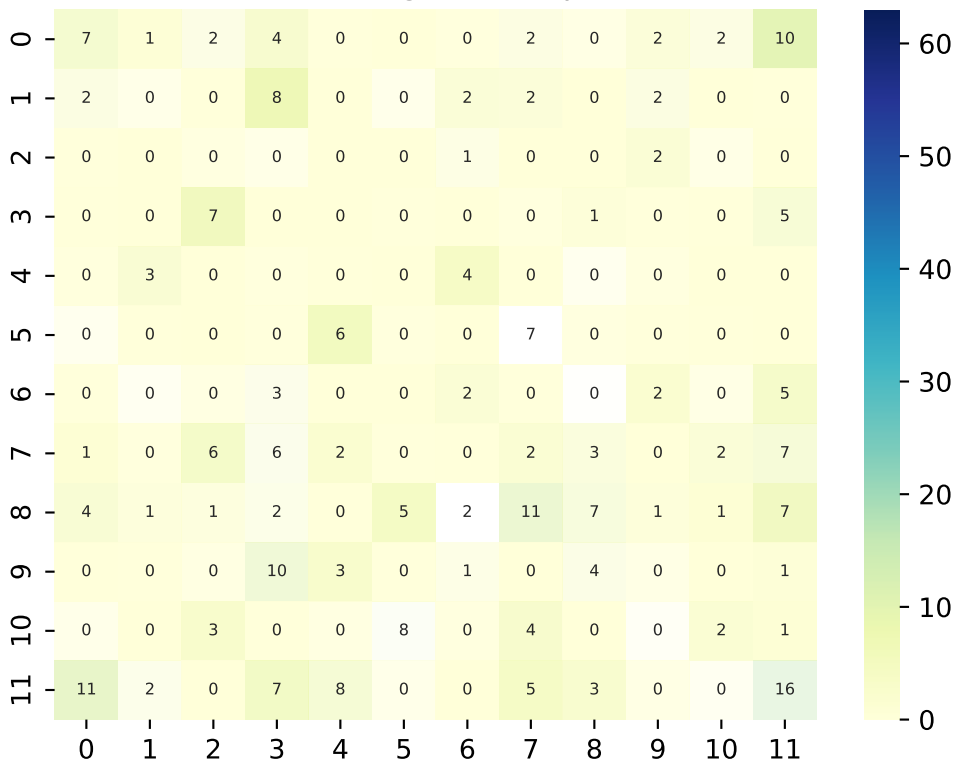 0 7 1 2 4 0 0 0 2 0 2 2 10
1 2 0 0 8 0 0 2 2 0 2 0 0
2 0 0 0 0 0 0 1 0 0 2 0 0
3 0 0 7 0 0 0 0 0 1 0 0 5
4 0 3 0 0 0 0 4 0 0 0 0 0
5 0 0 0 0 6 0 0 7 0 0 0 0
6 0 0 0 3 0 0 2 0 0 2 0 5
7 1 0 6 6 2 0 0 2 3 0 2 7
8 4 1 1 2 0 5 2 11 7 1 1 7
9 0 0 0 10 3 0 1 0 4 0 0 1
10 0 0 3 0 0 8 0 4 0 0 2 1
11 11 2 0 7 8 0 0 5 3 0 0 16
0 1 2 3 4 5 6 7 8 9 10 11
60
50
40
30
20
10
0